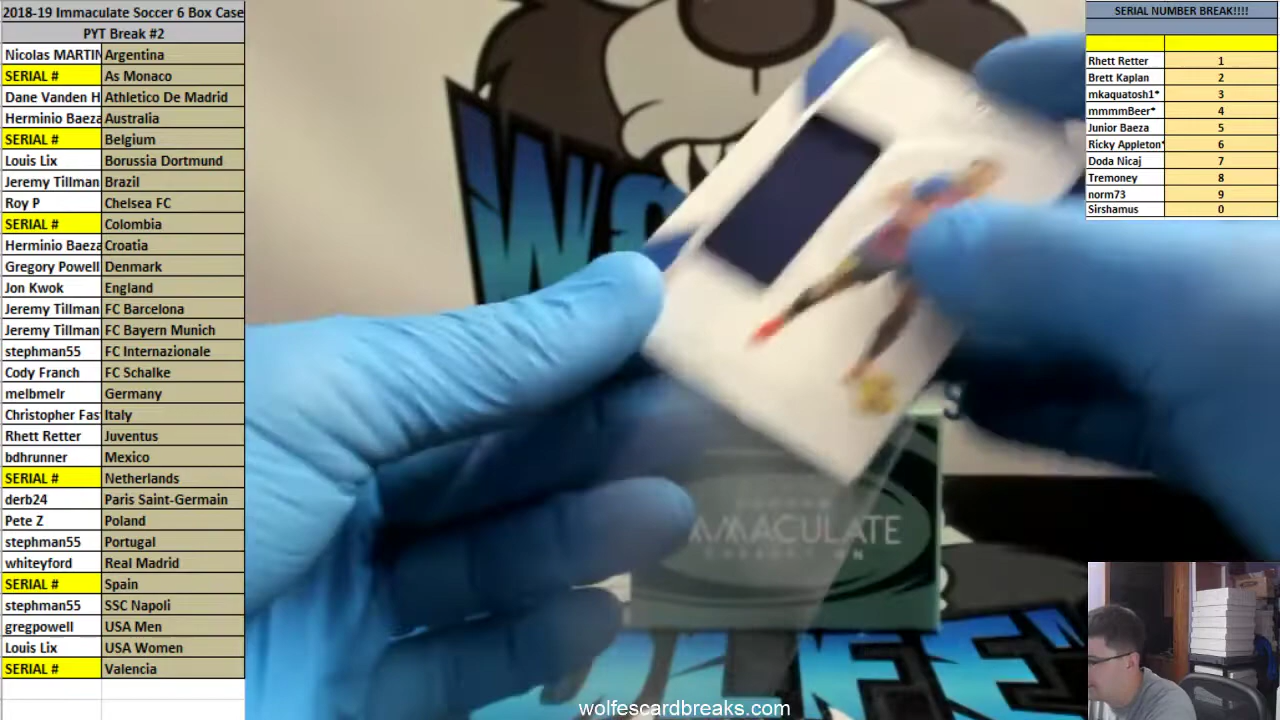 2018-19 Immaculate Soccer 6 Box Case
PYT Break #2
Nicolas MARTIN Argentina
SERIAL # As Monaco
Dane Vanden H Athletico De Madrid
Herminio Baeza Australia
SERIAL # Belgium
Louis Lix Borussia Dortmund
Jeremy Tillman Brazil
Roy P Chelsea FC
SERIAL # Colombia
Herminio Baeza Croatia
Gregory Powell Denmark
Jon Kwok England
Jeremy Tillman FC Barcelona
Jeremy Tillman FC Bayern Munich
stephman55 FC Internazionale
Cody Franch FC Schalke
melbmelr Germany
Christopher Fas Italy
Rhett Retter Juventus
bdhrunner Mexico
SERIAL # Netherlands
derb24 Paris Saint-Germain
Pete Z Poland
stephman55 Portugal
whiteyford Real Madrid
SERIAL # Spain
stephman55 SSC Napoli
gregpowell USA Men
Louis Lix USA Women
SERIAL # Valencia
SERIAL NUMBER BREAK!!!!
Rhett Retter 1
Brett Kaplan 2
mkaquatosh1* 3
mmmmBeer* 4
Junior Baeza 5
Ricky Appleton* 6
Doda Nicaj 7
Tremoney 8
norm73 9
Sirshamus 0
IMMACULATE
wolfescardbreaks.com